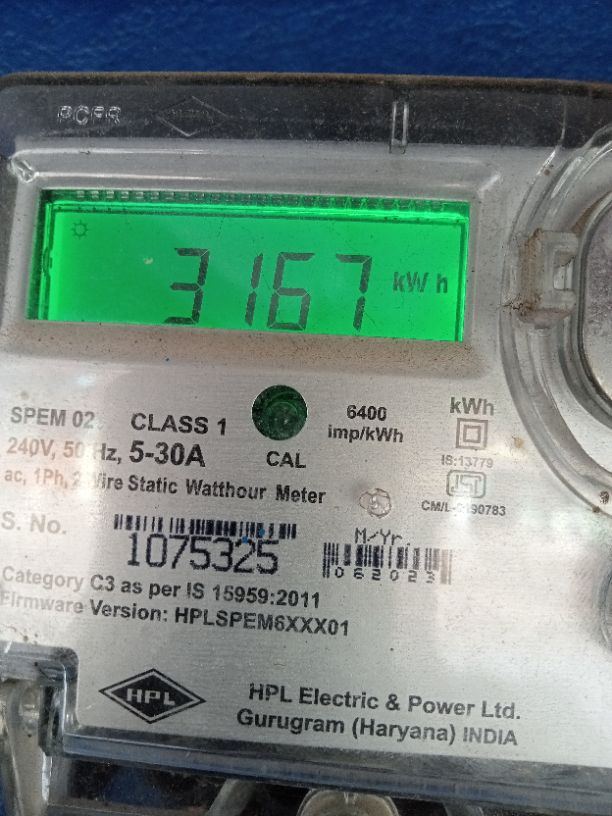 PCFR
3167 kWh
SPEM 02 CLASS 1
6400
imp/kWh
kWh
240V, 50 Hz, 5-30A
CAL
IS:13779
ac, 1Ph, Wire Static Watthour Meter
S. No.
1075325
M/Yr.
062023
Category C3 as per IS 15959:2011
Firmware Version: HPLSPEM6XXX01
HPL
HPL Electric & Power Ltd.
Gurugram (Haryana) INDIA